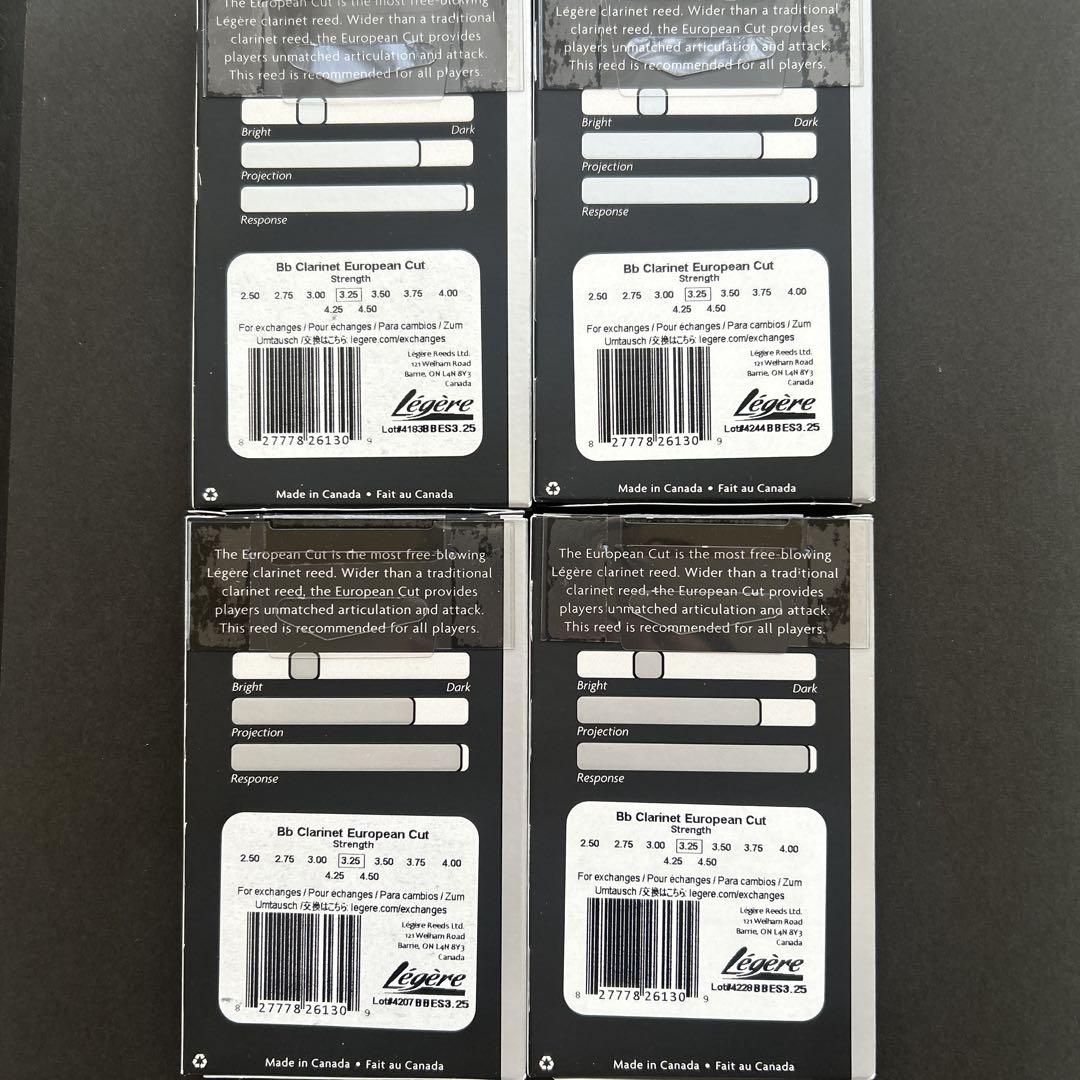 The European Cut is the most free-blowing
Légère clarinet reed. Wider than a traditional
clarinet reed, the European Cut provides
players unmatched articulation and attack.
This reed is recommended for all players.
Bright Dark
Projection
Response
Bb Clarinet European Cut
Strength
2.50 2.75 3.00 3.25 3.50 3.75 4.00
4.25 4.50
For exchanges / Pour échanges / Para cambios / Zum
Umtausch /交換はこちら legere.com/exchanges
Légère Reeds Ltd.
121 Welham Road
Barrie, ON L4N 8Y3
Canada
Légère
Lot#4183BBES3.25
8 27778 26130 9
Made in Canada • Fait au Canada
Légère clarinet reed. Wider than a traditional
clarinet reed, the European Cut provides
players unmatched articulation and attack.
This reed is recommended for all players.
Bright Dark
Projection
Response
Bb Clarinet European Cut
Strength
2.50 2.75 3.00 3.25 3.50 3.75 4.00
4.25 4.50
For exchanges / Pour échanges / Para cambios / Zum
Umtausch /交換はこちら legere.com/exchanges
Légère Reeds Ltd.
121 Welham Road
Barrie, ON L4N 8Y3
Canada
Légère
Lot#4244BBES3.25
8 27778 26130 9
Made in Canada • Fait au Canada
The European Cut is the most free-blowing
Légère clarinet reed. Wider than a traditional
clarinet reed, the European Cut provides
players unmatched articulation and attack.
This reed is recommended for all players.
Bright Dark
Projection
Response
Bb Clarinet European Cut
Strength
2.50 2.75 3.00 3.25 3.50 3.75 4.00
4.25 4.50
For exchanges / Pour échanges / Para cambios / Zum
Umtausch /交換はこちら legere.com/exchanges
Légère Reeds Ltd.
121 Welham Road
Barrie, ON L4N 8Y3
Canada
Légère
Lot#4207BBES3.25
8 27778 26130 9
Made in Canada • Fait au Canada
The European Cut is the most free-blowing
Légère clarinet reed. Wider than a traditional
clarinet reed, the European Cut provides
players unmatched articulation and attack.
This reed is recommended for all players.
Bright Dark
Projection
Response
Bb Clarinet European Cut
Strength
2.50 2.75 3.00 3.25 3.50 3.75 4.00
4.25 4.50
For exchanges / Pour échanges / Para cambios / Zum
Umtausch /交換はこちら legere.com/exchanges
Légère Reeds Ltd.
121 Welham Road
Barrie, ON L4N 8Y3
Canada
Légère
Lot#4229BBES3.25
8 27778 26130 9
Made in Canada • Fait au Canada